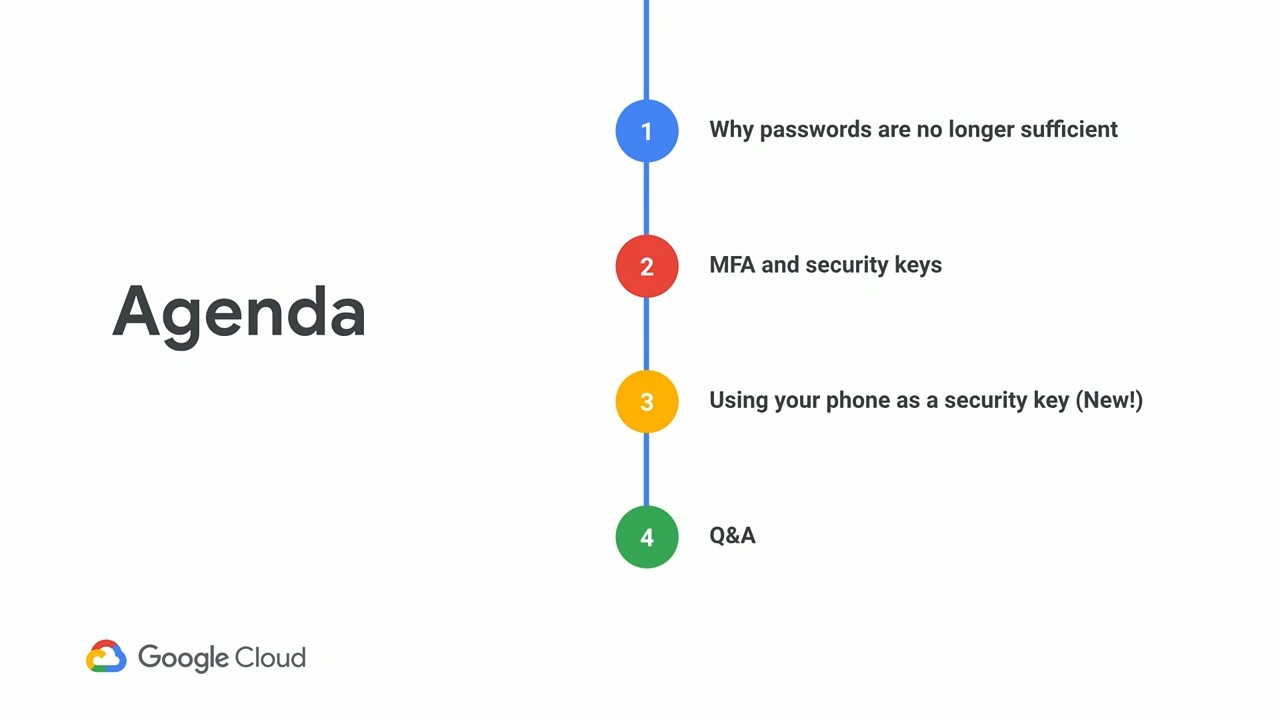 Agenda
1
Why passwords are no longer sufficient
2
MFA and security keys
3
Using your phone as a security key (New!)
4
Q&A
Google Cloud